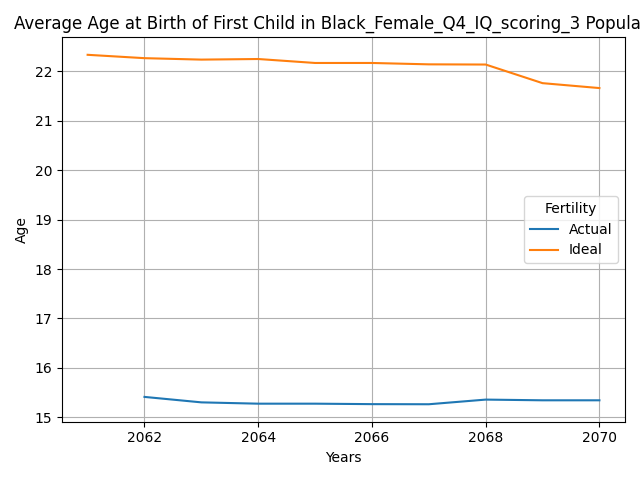 Average Age at Birth of First Child in Black_Female_Q4_IQ_scoring_3 Popula
22
21
20
19
18
17
16
15
Age
Fertility
Actual
Ideal
2062 2064 2066 2068 2070
Years